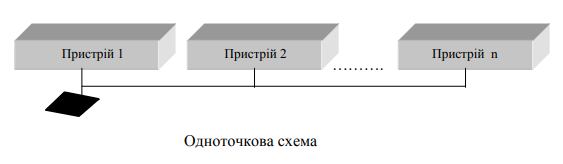 Пристрій 1 Пристрій 2 .......... Пристрій n
Одноточкова схема